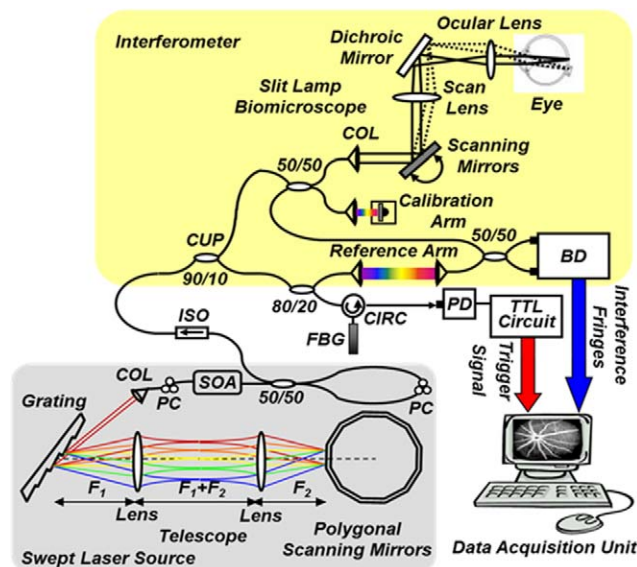 Ocular Lens
Interferometer
Dichroic
Mirror
Slit Lamp
Biomicroscope
Scan
Lens
Eye
COL
50/50
Scanning
Mirrors
Calibration
Arm
50/50
CUP
Reference Arm
BD
90/10
80/20
ISO
CIRC
PD
TTL
Circuit
FBG
Interference
Fringes
Trigger
Signal
COL
SOA
Grating
PC
50/50
PC
F1
F1+F2
F2
Lens
Lens
Telescope
Polygonal
Scanning Mirrors
Swept Laser Source
Data Acquisition Unit